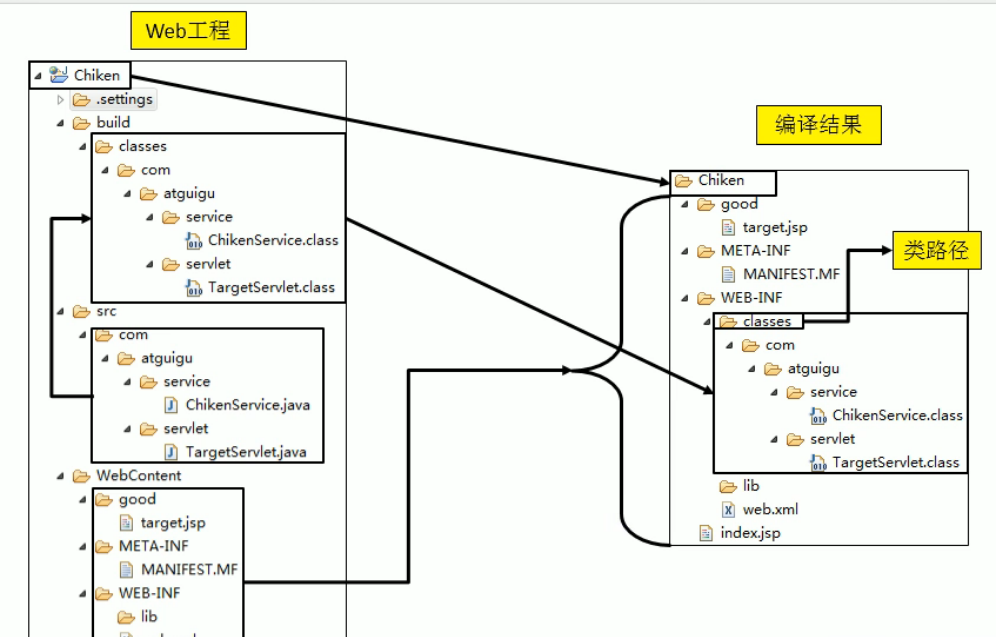 Web工程
Chiken
.settings
build
classes
com
atguigu
service
ChikenService.class
servlet
TargetServlet.class
src
com
atguigu
service
ChikenService.java
servlet
TargetServlet.java
WebContent
good
target.jsp
META-INF
MANIFEST.MF
WEB-INF
lib
编译结果
Chiken
good
target.jsp
META-INF
MANIFEST.MF
WEB-INF
类路径
classes
com
atguigu
service
ChikenService.class
servlet
TargetServlet.class
lib
web.xml
index.jsp